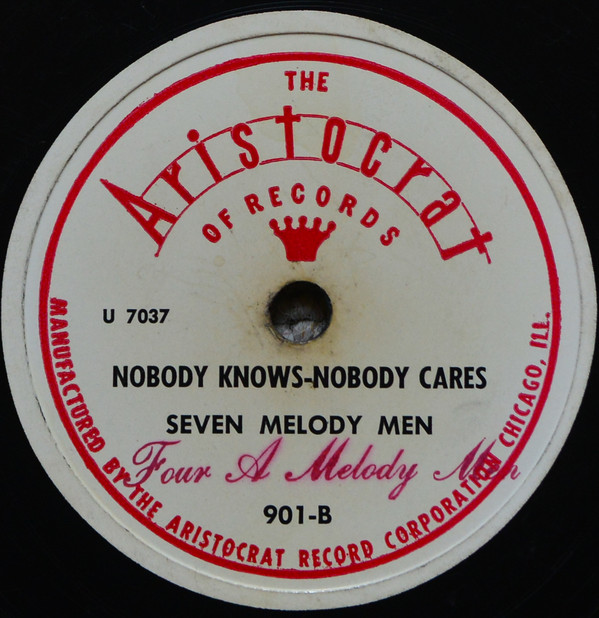 THE
Aristocrat
OF RECORDS
U 7037
NOBODY KNOWS-NOBODY CARES
SEVEN MELODY MEN
Four A Melody Men
901-B
MANUFACTURED BY THE ARISTOCRAT RECORD CORPORATION CHICAGO, ILL.